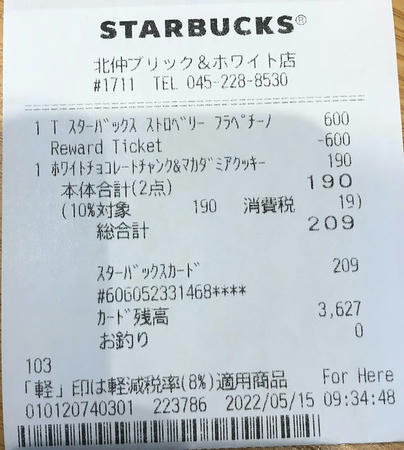 STARBUCKS®
北仲ブリック&ホワイト店
#1711 TEL 045-228-8530
1 T スターバックス ストロベリー フラペチーノ 600
Reward Ticket -600
1 ホワイトチョコレートチャンク&マカダミアクッキー 190
本体合計(2点) 190
(10%対象 190 消費税 19)
総合計 209
スターバックスカード 209
#606052331468****
カード残高 3,627
お釣り 0
103
「軽」印は軽減税率(8%)適用商品 For Here
010120740301 223786 2022/05/15 09:34:48